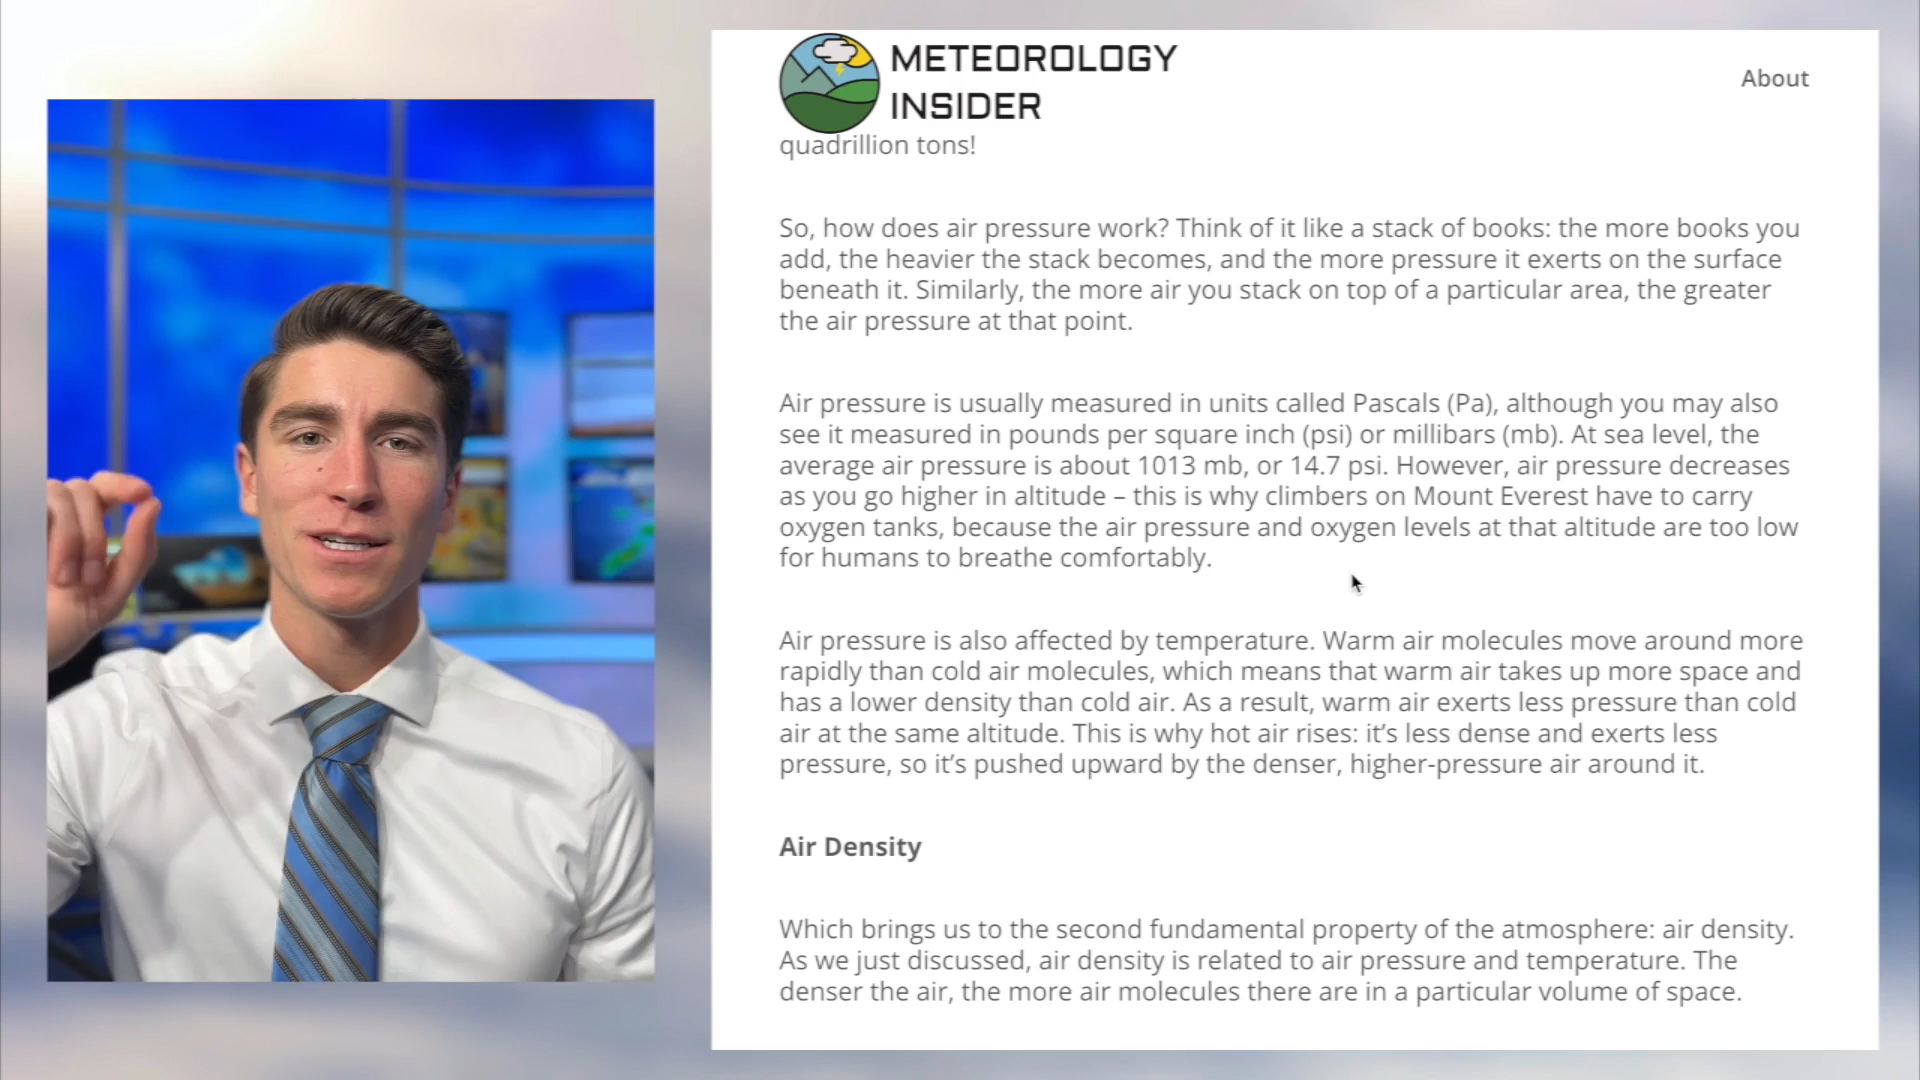 METEOROLOGY
INSIDER
About
quadrillion tons!
So, how does air pressure work? Think of it like a stack of books: the more books you
add, the heavier the stack becomes, and the more pressure it exerts on the surface
beneath it. Similarly, the more air you stack on top of a particular area, the greater
the air pressure at that point.
Air pressure is usually measured in units called Pascals (Pa), although you may also
see it measured in pounds per square inch (psi) or millibars (mb). At sea level, the
average air pressure is about 1013 mb, or 14.7 psi. However, air pressure decreases
as you go higher in altitude – this is why climbers on Mount Everest have to carry
oxygen tanks, because the air pressure and oxygen levels at that altitude are too low
for humans to breathe comfortably.
Air pressure is also affected by temperature. Warm air molecules move around more
rapidly than cold air molecules, which means that warm air takes up more space and
has a lower density than cold air. As a result, warm air exerts less pressure than cold
air at the same altitude. This is why hot air rises: it’s less dense and exerts less
pressure, so it’s pushed upward by the denser, higher-pressure air around it.
Air Density
Which brings us to the second fundamental property of the atmosphere: air density.
As we just discussed, air density is related to air pressure and temperature. The
denser the air, the more air molecules there are in a particular volume of space.